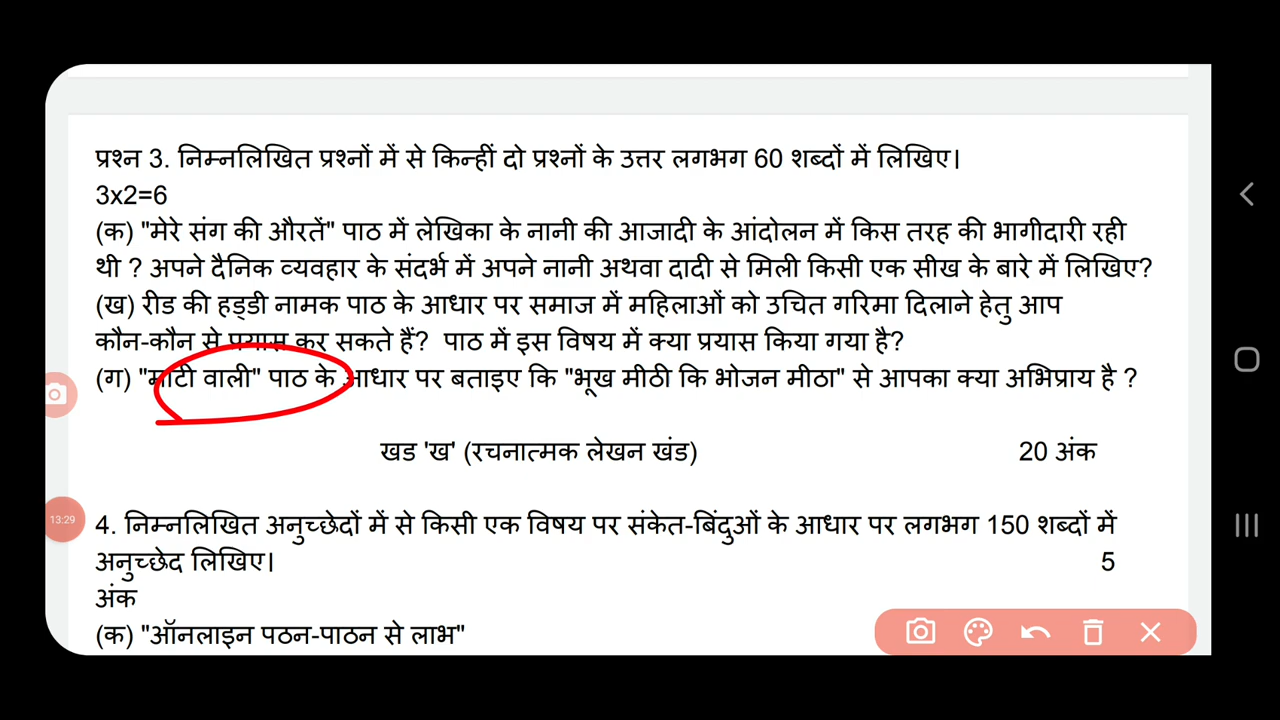 प्रश्न 3. निम्नलिखित प्रश्नों में से किन्हीं दो प्रश्नों के उत्तर लगभग 60 शब्दों में लिखिए।
3x2=6
(क) "मेरे संग की औरतें" पाठ में लेखिका के नानी की आजादी के आंदोलन में किस तरह की भागीदारी रही
थी ? अपने दैनिक व्यवहार के संदर्भ में अपने नानी अथवा दादी से मिली किसी एक सीख के बारे में लिखिए?
(ख) रीड की हड्डी नामक पाठ के आधार पर समाज में महिलाओं को उचित गरिमा दिलाने हेतु आप
कौन-कौन से प्रयास कर सकते हैं? पाठ में इस विषय में क्या प्रयास किया गया है?
(ग) "माटी वाली" पाठ के आधार पर बताइए कि "भूख मीठी कि भोजन मीठा" से आपका क्या अभिप्राय है ?
खड 'ख' (रचनात्मक लेखन खंड) 20 अंक
13:29
4. निम्नलिखित अनुच्छेदों में से किसी एक विषय पर संकेत-बिंदुओं के आधार पर लगभग 150 शब्दों में
अनुच्छेद लिखिए। 5
अंक
(क) "ऑनलाइन पठन-पाठन से लाभ"